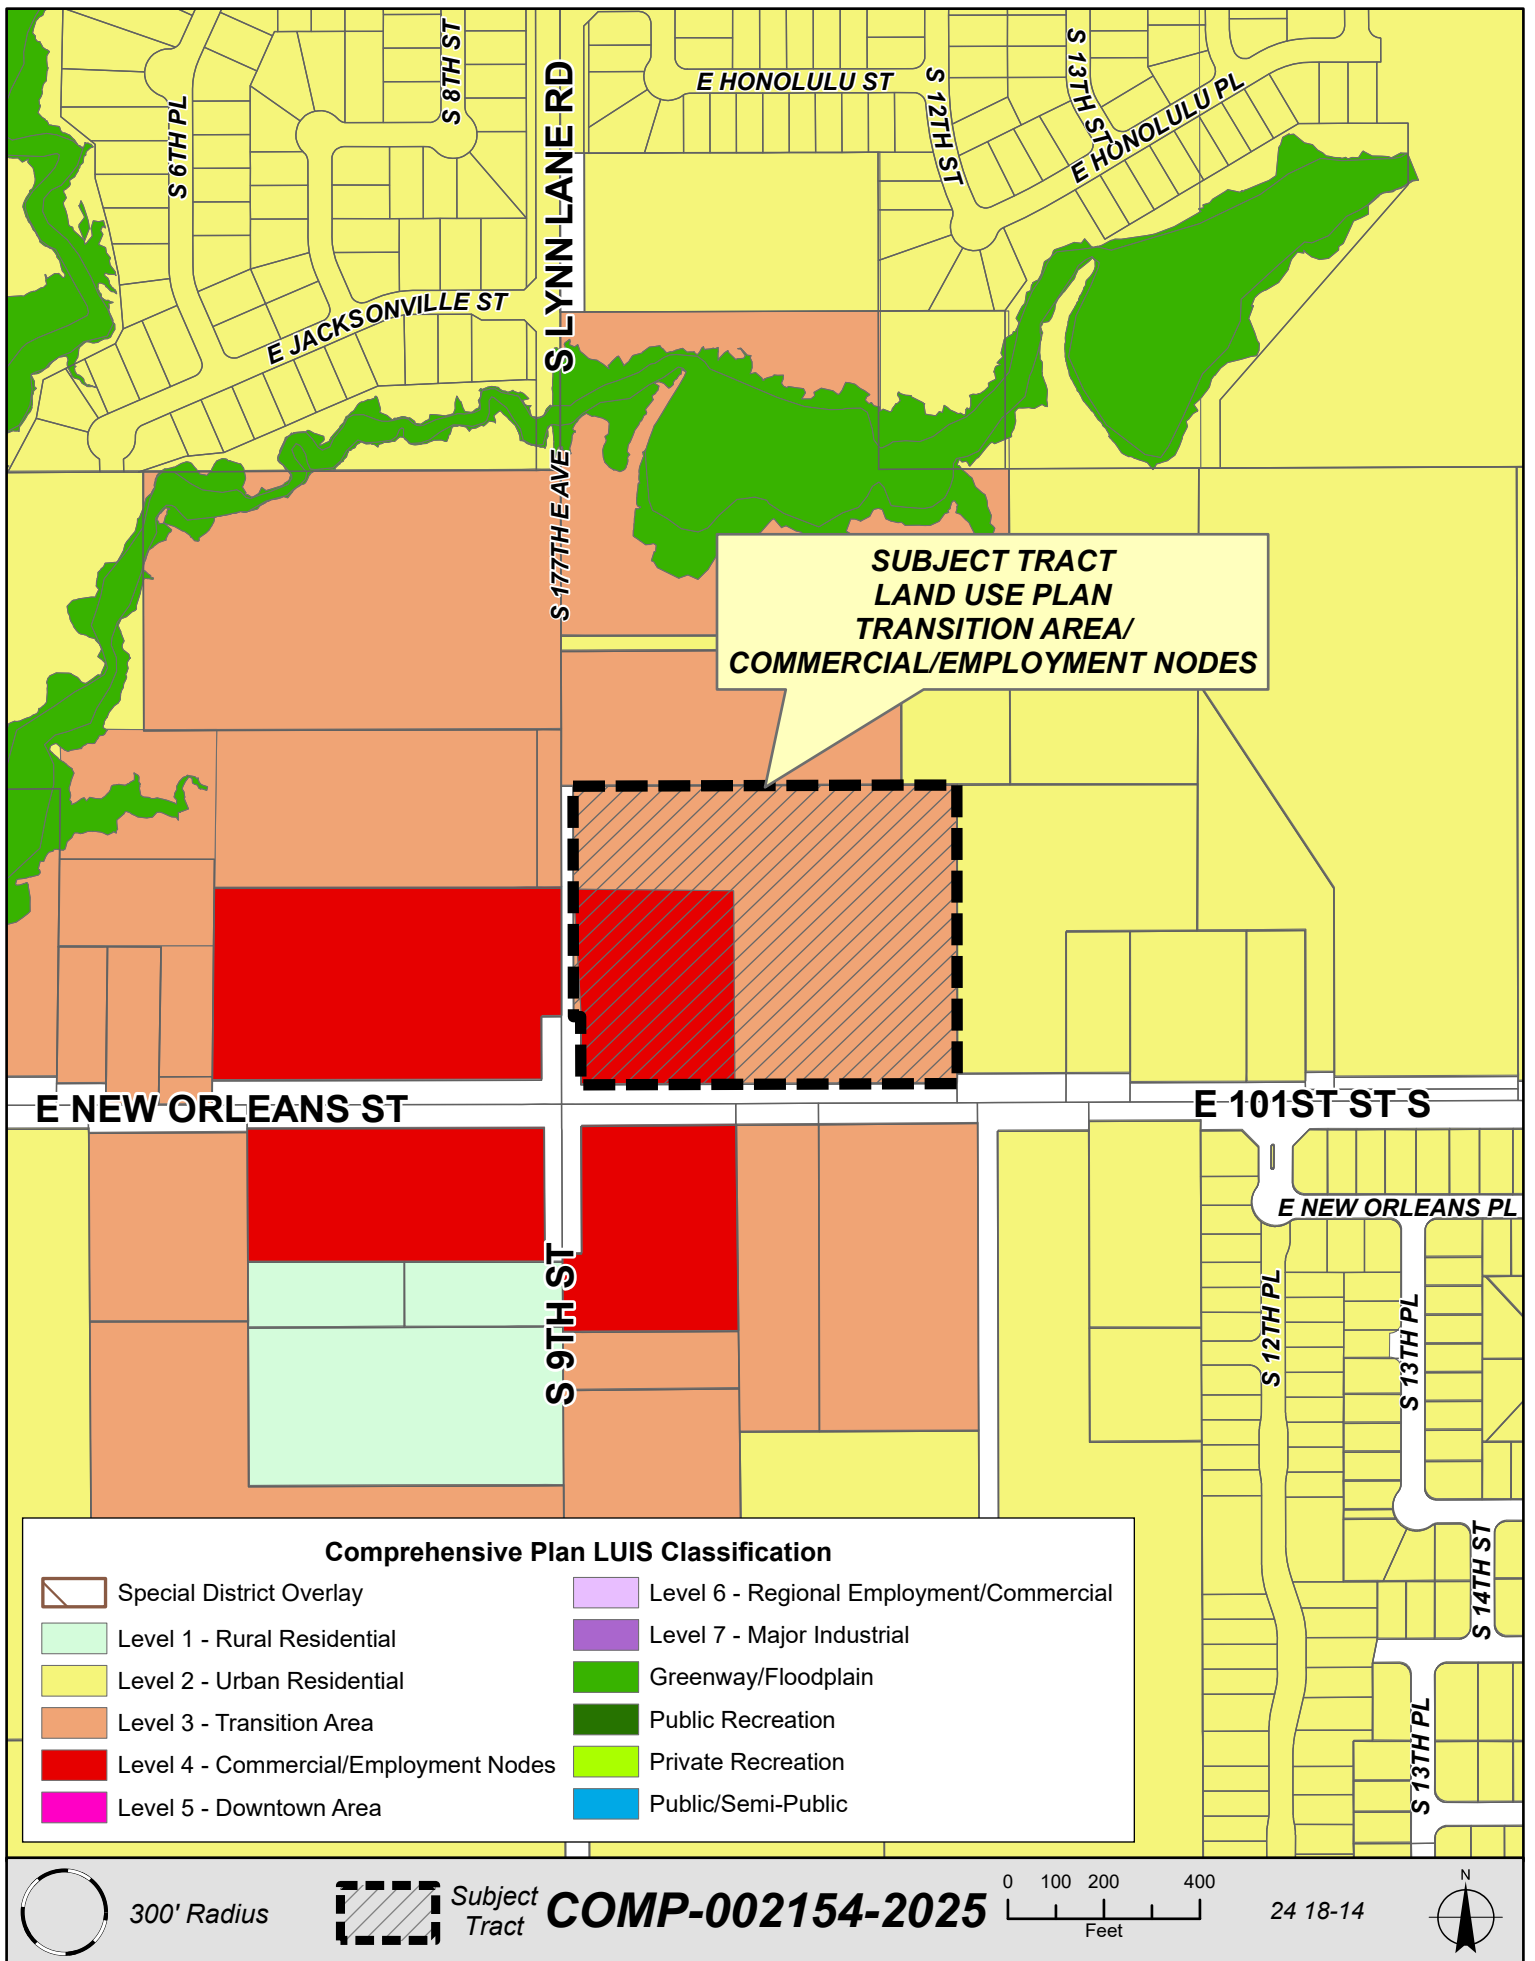 S 8TH ST
S 6TH PL
S LYNN LANE RD
E HONOLULU ST
S 12TH ST
S 13TH ST
E HONOLULU PL
E JACKSONVILLE ST
S 177TH E AVE
SUBJECT TRACT
LAND USE PLAN
TRANSITION AREA/
COMMERCIAL/EMPLOYMENT NODES
E NEW ORLEANS ST
E 101ST ST S
E NEW ORLEANS PL
S 9TH ST
S 12TH PL
S 13TH PL
S 14TH ST
S 13TH PL
Comprehensive Plan LUIS Classification
Special District Overlay
Level 1 - Rural Residential
Level 2 - Urban Residential
Level 3 - Transition Area
Level 4 - Commercial/Employment Nodes
Level 5 - Downtown Area
Level 6 - Regional Employment/Commercial
Level 7 - Major Industrial
Greenway/Floodplain
Public Recreation
Private Recreation
Public/Semi-Public
300' Radius
Subject
Tract
COMP-002154-2025
0 100 200 400
Feet
24 18-14
N